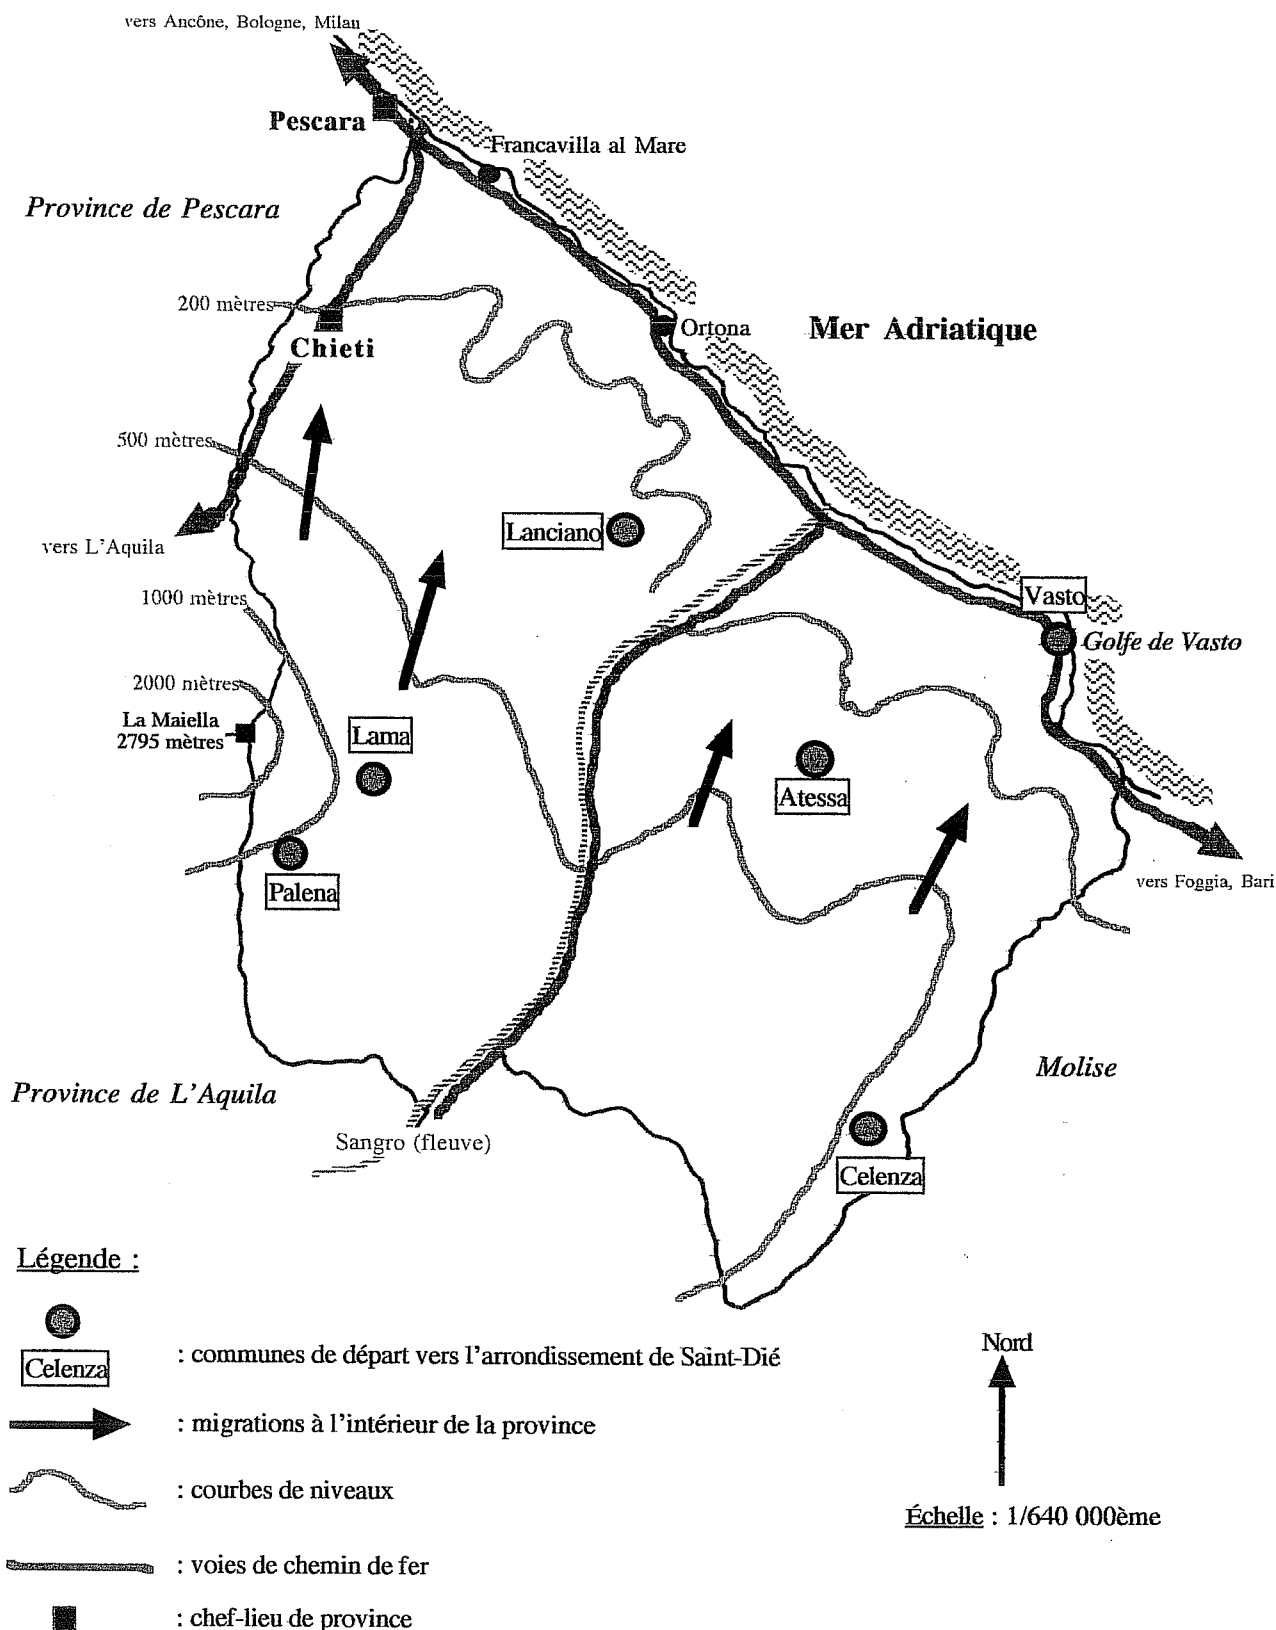 vers Ancône, Bologne, Milan
Pescara
Francavilla al Mare
Province de Pescara
200 mètres
Chieti
Ortona
Mer Adriatique
500 mètres
Lanciano
vers L'Aquila
1000 mètres
Vasto
Golfe de Vasto
2000 mètres
La Maiella
2795 mètres
Lama
Atessa
Palena
vers Foggia, Bari
Molise
Province de L'Aquila
Sangro (fleuve)
Celenza
Légende :
Celenza
: communes de départ vers l'arrondissement de Saint-Dié
: migrations à l'intérieur de la province
: courbes de niveaux
: voies de chemin de fer
: chef-lieu de province
Nord
Échelle : 1/640 000ème